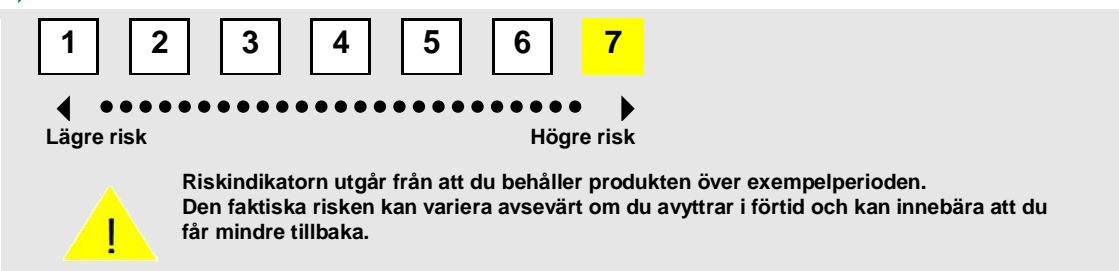 1 2 3 4 5 6 7
Lägre risk Högre risk
! Riskindikatorn utgår från att du behåller produkten över exempelperioden.
Den faktiska risken kan variera avsevärt om du avyttrar i förtid och kan innebära att du
får mindre tillbaka.